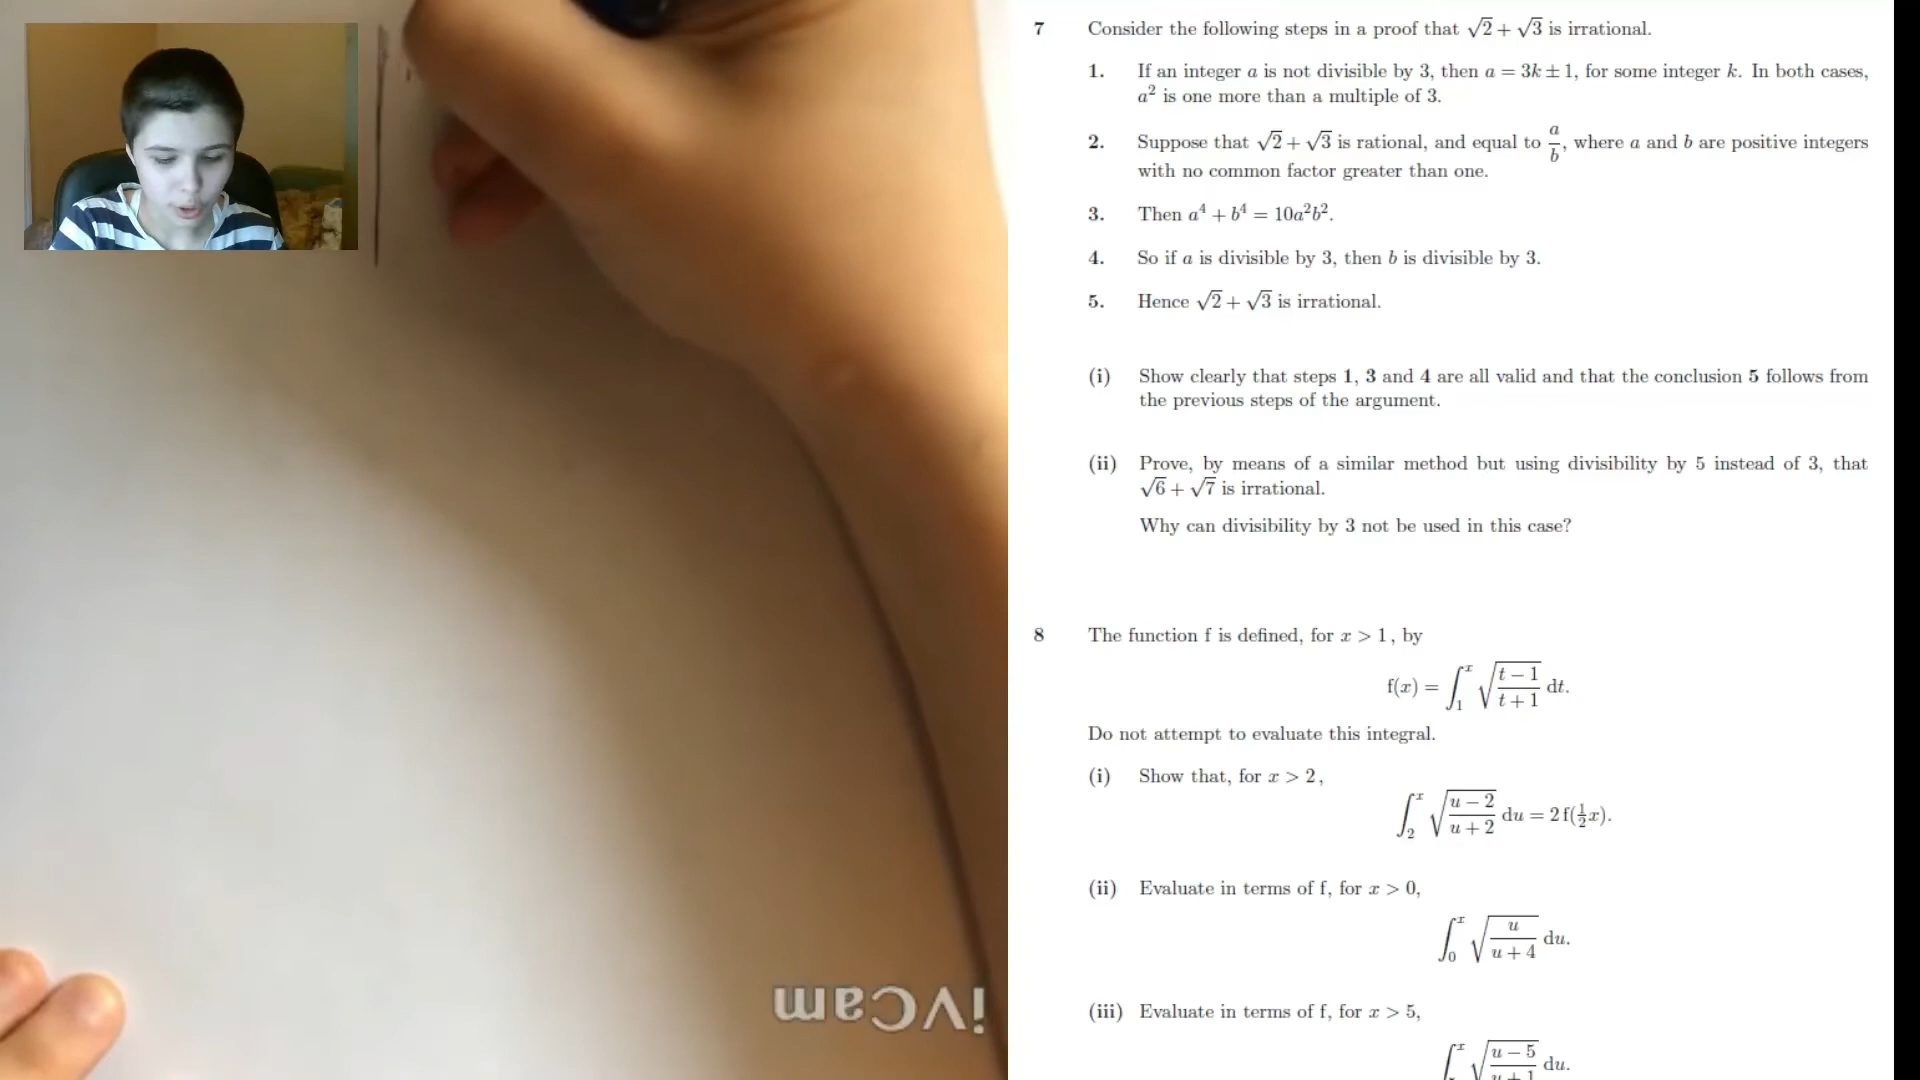 7 Consider the following steps in a proof that √2 + √3 is irrational.
1. If an integer a is not divisible by 3, then a = 3k ± 1, for some integer k. In both cases,
a² is one more than a multiple of 3.
2. Suppose that √2 + √3 is rational, and equal to a/b, where a and b are positive integers
with no common factor greater than one.
3. Then a⁴ + b⁴ = 10a²b².
4. So if a is divisible by 3, then b is divisible by 3.
5. Hence √2 + √3 is irrational.
(i) Show clearly that steps 1, 3 and 4 are all valid and that the conclusion 5 follows from
the previous steps of the argument.
(ii) Prove, by means of a similar method but using divisibility by 5 instead of 3, that
√6 + √7 is irrational.
Why can divisibility by 3 not be used in this case?
8 The function f is defined, for x > 1, by
f(x) = ∫₁ˣ √((t − 1)/(t + 1)) dt.
Do not attempt to evaluate this integral.
(i) Show that, for x > 2,
∫₂ˣ √((u − 2)/(u + 2)) du = 2 f(½x).
(ii) Evaluate in terms of f, for x > 0,
∫₀ˣ √(u/(u + 4)) du.
(iii) Evaluate in terms of f, for x > 5,
∫ˣ √((u − 5)/(u + 1)) du.
iVCam